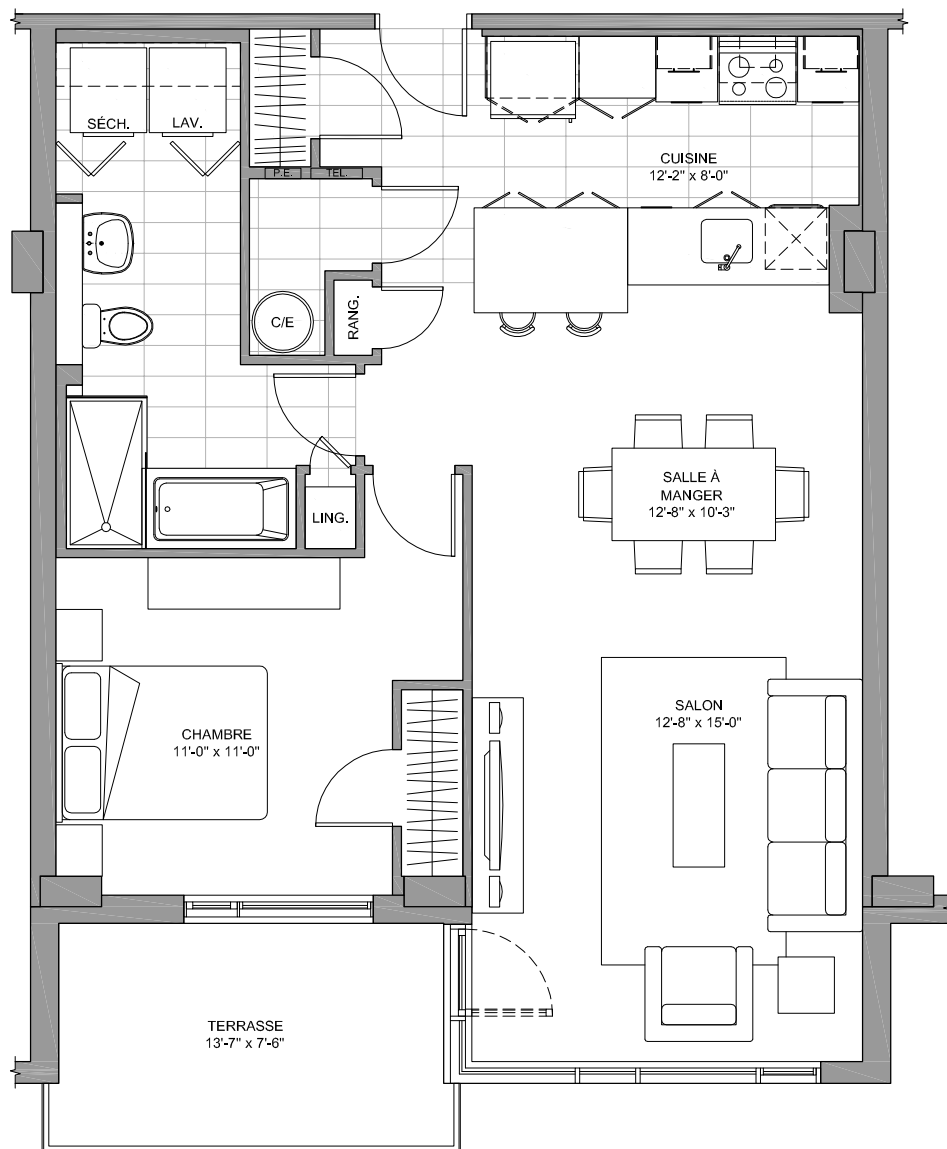 SÉCH.
LAV.
P.E.
TEL.
CUISINE
12'-2" x 8'-0"
C/E
RANG.
SALLE À
MANGER
12'-8" x 10'-3"
LING.
CHAMBRE
11'-0" x 11'-0"
SALON
12'-8" x 15'-0"
TERRASSE
13'-7" x 7'-6"